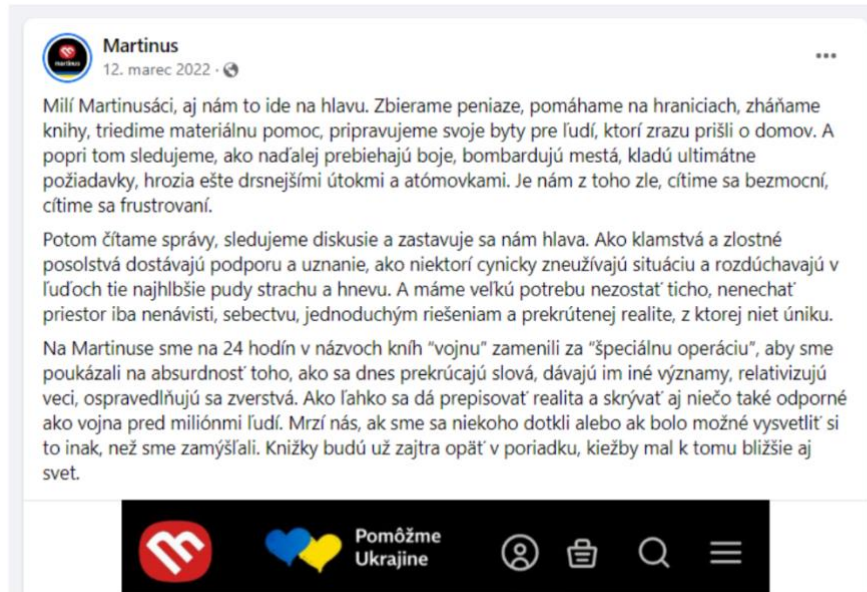 Martinus
12. marec 2022 ·
Milí Martinusáci, aj nám to ide na hlavu. Zbierame peniaze, pomáhame na hraniciach, zháňame
knihy, triedime materiálnu pomoc, pripravujeme svoje byty pre ľudí, ktorí zrazu prišli o domov. A
popri tom sledujeme, ako naďalej prebiehajú boje, bombardujú mestá, kladú ultimátne
požiadavky, hrozia ešte drsnejšími útokmi a atómovkami. Je nám z toho zle, cítime sa bezmocní,
cítime sa frustrovaní.
Potom čítame správy, sledujeme diskusie a zastavuje sa nám hlava. Ako klamstvá a zlostné
posolstvá dostávajú podporu a uznanie, ako niektorí cynicky zneužívajú situáciu a rozdúchavajú v
ľuďoch tie najhlbšie pudy strachu a hnevu. A máme veľkú potrebu nezostať ticho, nenechať
priestor iba nenávisti, sebectvu, jednoduchým riešeniam a prekrútenej realite, z ktorej niet úniku.
Na Martinuse sme na 24 hodín v názvoch kníh “vojnu” zamenili za “špeciálnu operáciu”, aby sme
poukázali na absurdnosť toho, ako sa dnes prekrúcajú slová, dávajú im iné významy, relativizujú
veci, ospravedlňujú sa zverstvá. Ako ľahko sa dá prepisovať realita a skrývať aj niečo také odporné
ako vojna pred miliónmi ľudí. Mrzí nás, ak sme sa niekoho dotkli alebo ak bolo možné vysvetliť si
to inak, než sme zamýšľali. Knižky budú už zajtra opäť v poriadku, kiežby mal k tomu bližšie aj
svet.
Pomôžme
Ukrajine